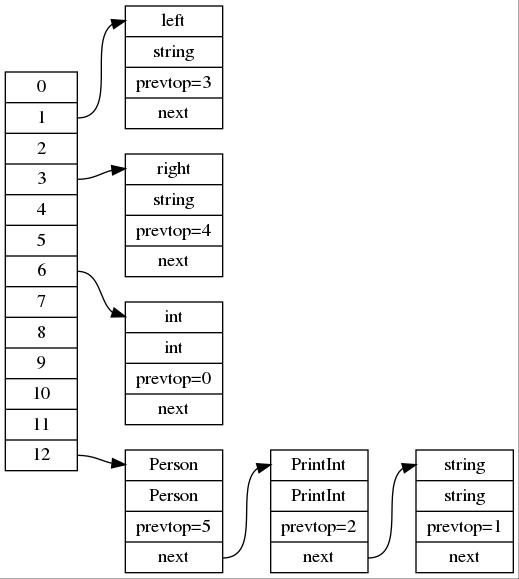 0
1
2
3
4
5
6
7
8
9
10
11
12
left
string
prevtop=3
next
right
string
prevtop=4
next
int
int
prevtop=0
next
Person
Person
prevtop=5
next
PrintInt
PrintInt
prevtop=2
next
string
string
prevtop=1
next